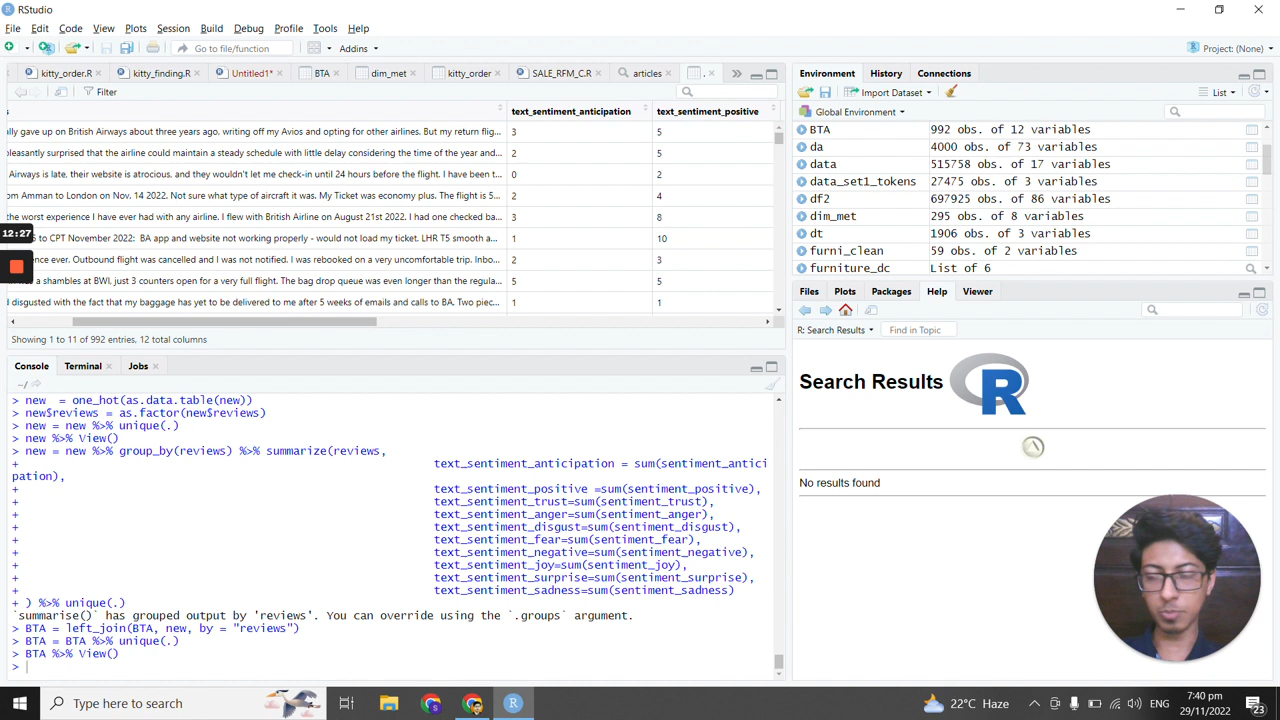 RStudio
File Edit Code View Plots Session Build Debug Profile Tools Help
Go to file/function Addins Project: (None)
kitty_order.R kitty_finding.R Untitled1* BTA dim_met kitty_order SALE_RFM_C.R articles .
Filter
text_sentiment_anticipation text_sentiment_positive
ally gave up on British Airways about three years ago, writing off my Avios and opting for other airlines. But my return flig... 3 5
pleasantly surprised that the airline could maintain a steady schedule with little delay considering the time of the year and... 2 5
Airways is late, their website is atrocious, and they wouldn't let me check-in until 24 hours before the flight. I have been t... 0 2
om Amman to London on Nov. 14 2022. Not sure what type of aircraft it was. My Ticket was economy plus. The flight is 5... 2 4
the worst experience I have ever had with any airline. I flew with British Airline on August 21st 2022. I had one checked ba... 3 8
to CPT November 2022: BA app and website not working properly - would not load my ticket. LHR T5 smooth a... 1 10
ence ever. Outbound flight was cancelled and I was not notified. I was rebooked on a very uncomfortable trip. Inbo... 2 3
a shambles at BWI, just 3 counters open for a very full flight. The bag drop queue was even longer than the regula... 5 5
disgusted with the fact that my baggage has yet to be delivered to me after 5 weeks of emails and calls to BA. Two piec... 1 1
12:27
Showing 1 to 11 of 992 entries, 12 total columns
Console Terminal Jobs
~/
> new = one_hot(as.data.table(new))
> new$reviews = as.factor(new$reviews)
> new = new %>% unique(.)
> new %>% View()
> new = new %>% group_by(reviews) %>% summarize(reviews,
+ text_sentiment_anticipation = sum(sentiment_antici
pation),
+ text_sentiment_positive =sum(sentiment_positive),
+ text_sentiment_trust=sum(sentiment_trust),
+ text_sentiment_anger=sum(sentiment_anger),
+ text_sentiment_disgust=sum(sentiment_disgust),
+ text_sentiment_fear=sum(sentiment_fear),
+ text_sentiment_negative=sum(sentiment_negative),
+ text_sentiment_joy=sum(sentiment_joy),
+ text_sentiment_surprise=sum(sentiment_surprise),
+ text_sentiment_sadness=sum(sentiment_sadness)
+ ) %>% unique(.)
`summarise()` has grouped output by 'reviews'. You can override using the `.groups` argument.
> BTA = left_join(BTA, new, by = "reviews")
> BTA = BTA %>% unique(.)
> BTA %>% View()
>
Environment History Connections
Import Dataset List
Global Environment
BTA 992 obs. of 12 variables
da 4000 obs. of 73 variables
data 515758 obs. of 17 variables
data_set1_tokens 27475 obs. of 3 variables
df2 697925 obs. of 86 variables
dim_met 295 obs. of 8 variables
dt 1906 obs. of 3 variables
furni_clean 59 obs. of 2 variables
furniture_dc List of 6
Files Plots Packages Help Viewer
R: Search Results Find in Topic
Search Results R
No results found
Type here to search
22°C Haze ENG 7:40 pm
29/11/2022 23